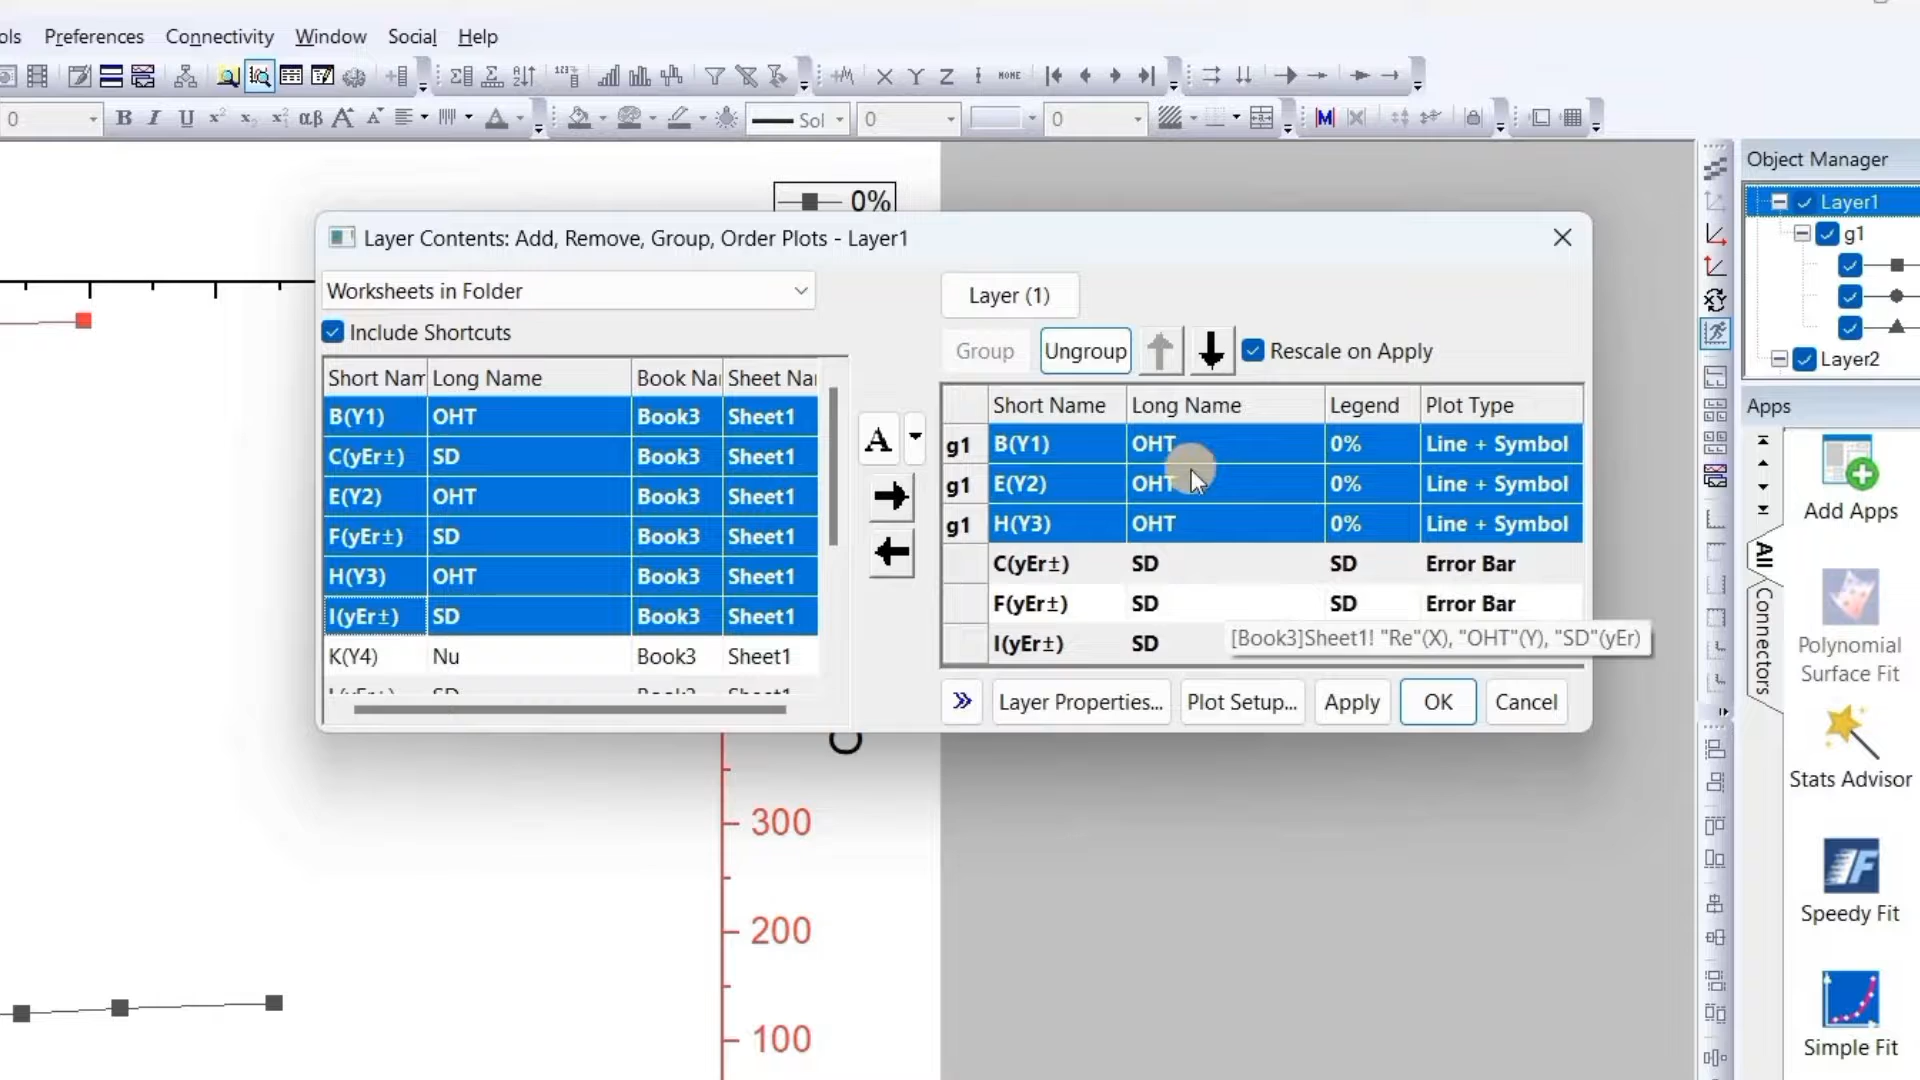 ols Preferences Connectivity Window Social Help
0 B I U αβ A Sol 0 0
Object Manager
0%
Layer1
g1
Layer2
Layer Contents: Add, Remove, Group, Order Plots - Layer1
Worksheets in Folder
Layer (1)
Include Shortcuts
Group Ungroup Rescale on Apply
Short Nam Long Name Book Nar Sheet Nar
B(Y1) OHT Book3 Sheet1
C(yEr±) SD Book3 Sheet1
E(Y2) OHT Book3 Sheet1
F(yEr±) SD Book3 Sheet1
H(Y3) OHT Book3 Sheet1
I(yEr±) SD Book3 Sheet1
K(Y4) Nu Book3 Sheet1
A
Short Name Long Name Legend Plot Type
g1 B(Y1) OHT 0% Line + Symbol
g1 E(Y2) OHT 0% Line + Symbol
g1 H(Y3) OHT 0% Line + Symbol
C(yEr±) SD SD Error Bar
F(yEr±) SD SD Error Bar
I(yEr±) SD
[Book3]Sheet1! "Re"(X), "OHT"(Y), "SD"(yEr)
Layer Properties... Plot Setup... Apply OK Cancel
Apps
All
Connectors
Add Apps
Polynomial
Surface Fit
Stats Advisor
Speedy Fit
Simple Fit
300
200
100